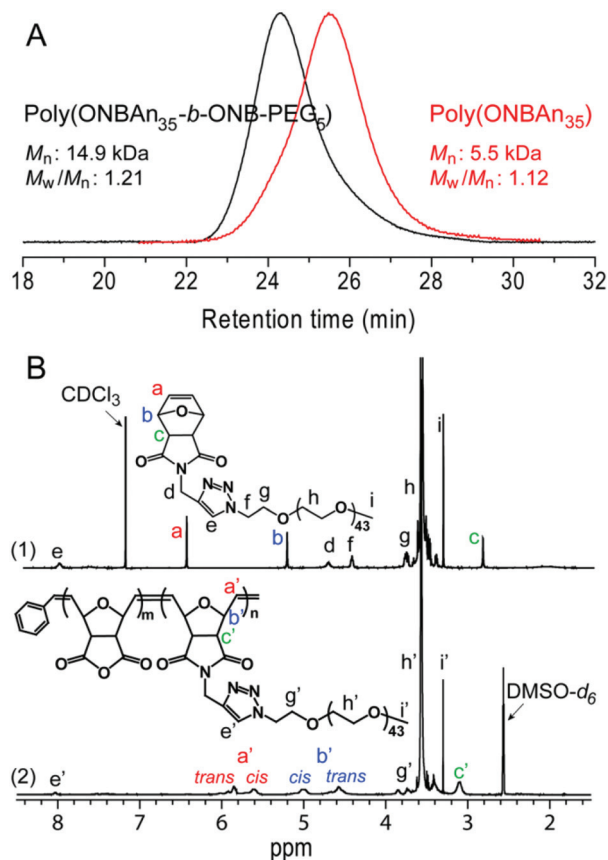 A
Poly(ONBAn35-b-ONB-PEG5)
Mn: 14.9 kDa
Mw/Mn: 1.21
Poly(ONBAn35)
Mn: 5.5 kDa
Mw/Mn: 1.12
18 20 22 24 26 28 30 32
Retention time (min)
B
CDCl3
a
b
O
c
O N O
d
N=N
e N
f
g
O
h
O
43
i
(1)
e a b d f g h i c
m n
O O
a'
b'
c'
O O O
O N O
N=N
e' N
g'
O
h'
O
43
i'
(2)
e'
a'
trans cis
b'
cis trans
g'
h'
i'
c'
DMSO-d6
8 7 6 5 4 3 2
ppm